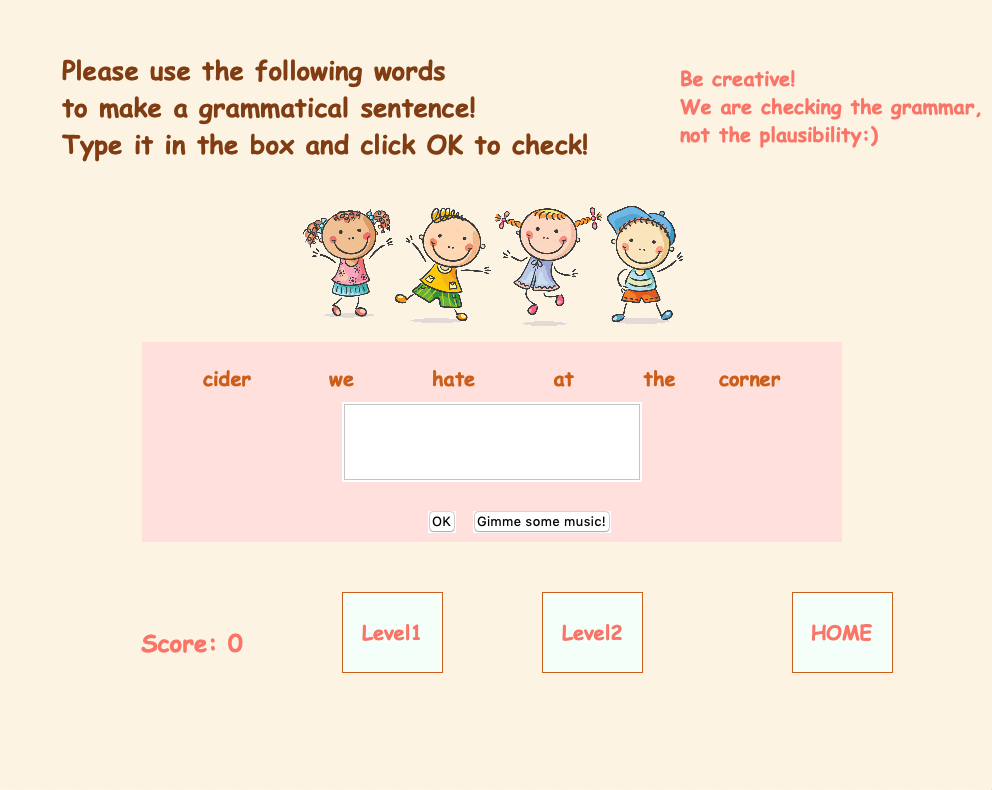 Please use the following words
to make a grammatical sentence!
Type it in the box and click OK to check!
Be creative!
We are checking the grammar,
not the plausibility:)
cider we hate at the corner
OK Gimme some music!
Score: 0
Level1
Level2
HOME